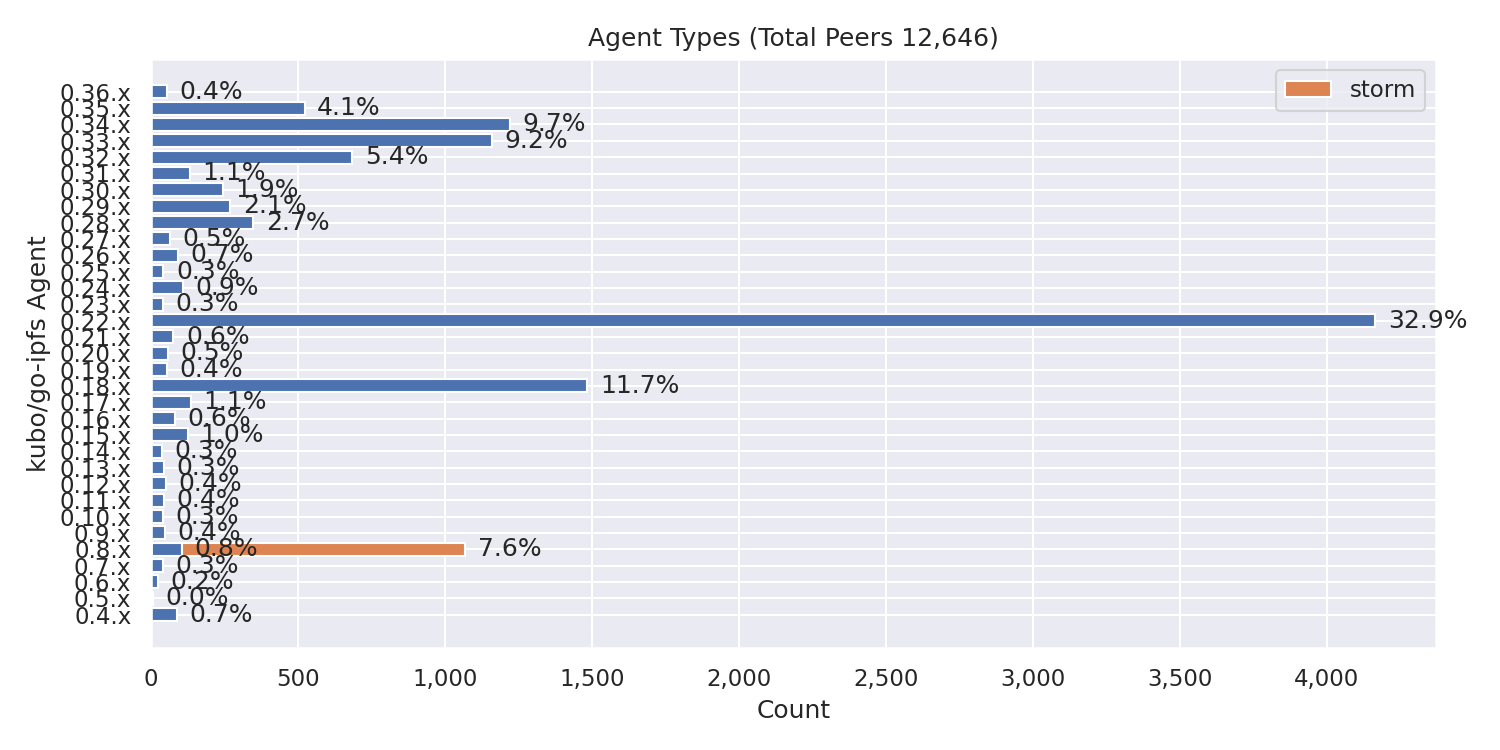 Agent Types (Total Peers 12,646)
storm
kubo/go-ipfs Agent
0.36.x 0.4%
0.35.x 4.1%
0.34.x 9.7%
0.33.x 9.2%
0.32.x 5.4%
0.31.x 1.1%
0.30.x 1.9%
0.29.x 2.1%
0.28.x 2.7%
0.27.x 0.5%
0.26.x 0.7%
0.25.x 0.3%
0.24.x 0.9%
0.23.x 0.3%
0.22.x 32.9%
0.21.x 0.6%
0.20.x 0.5%
0.19.x 0.4%
0.18.x 11.7%
0.17.x 1.1%
0.16.x 0.6%
0.15.x 1.0%
0.14.x 0.3%
0.13.x 0.3%
0.12.x 0.4%
0.11.x 0.4%
0.10.x 0.3%
0.9.x 0.4%
0.8.x 0.8% 7.6%
0.7.x 0.3%
0.6.x 0.2%
0.5.x 0.0%
0.4.x 0.7%
0 500 1,000 1,500 2,000 2,500 3,000 3,500 4,000
Count